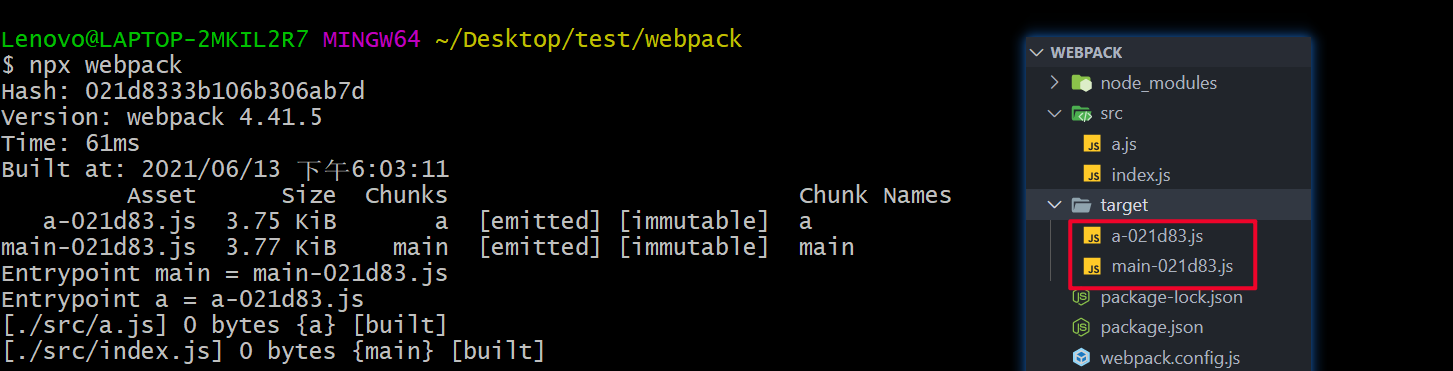 Lenovo@LAPTOP-2MKIL2R7 MINGW64 ~/Desktop/test/webpack
$ npx webpack
Hash: 021d8333b106b306ab7d
Version: webpack 4.41.5
Time: 61ms
Built at: 2021/06/13 下午6:03:11
Asset Size Chunks Chunk Names
a-021d83.js 3.75 KiB a [emitted] [immutable] a
main-021d83.js 3.77 KiB main [emitted] [immutable] main
Entrypoint main = main-021d83.js
Entrypoint a = a-021d83.js
[./src/a.js] 0 bytes {a} [built]
[./src/index.js] 0 bytes {main} [built]
WEBPACK
node_modules
src
JS a.js
JS index.js
target
JS a-021d83.js
JS main-021d83.js
package-lock.json
package.json
webpack.config.js